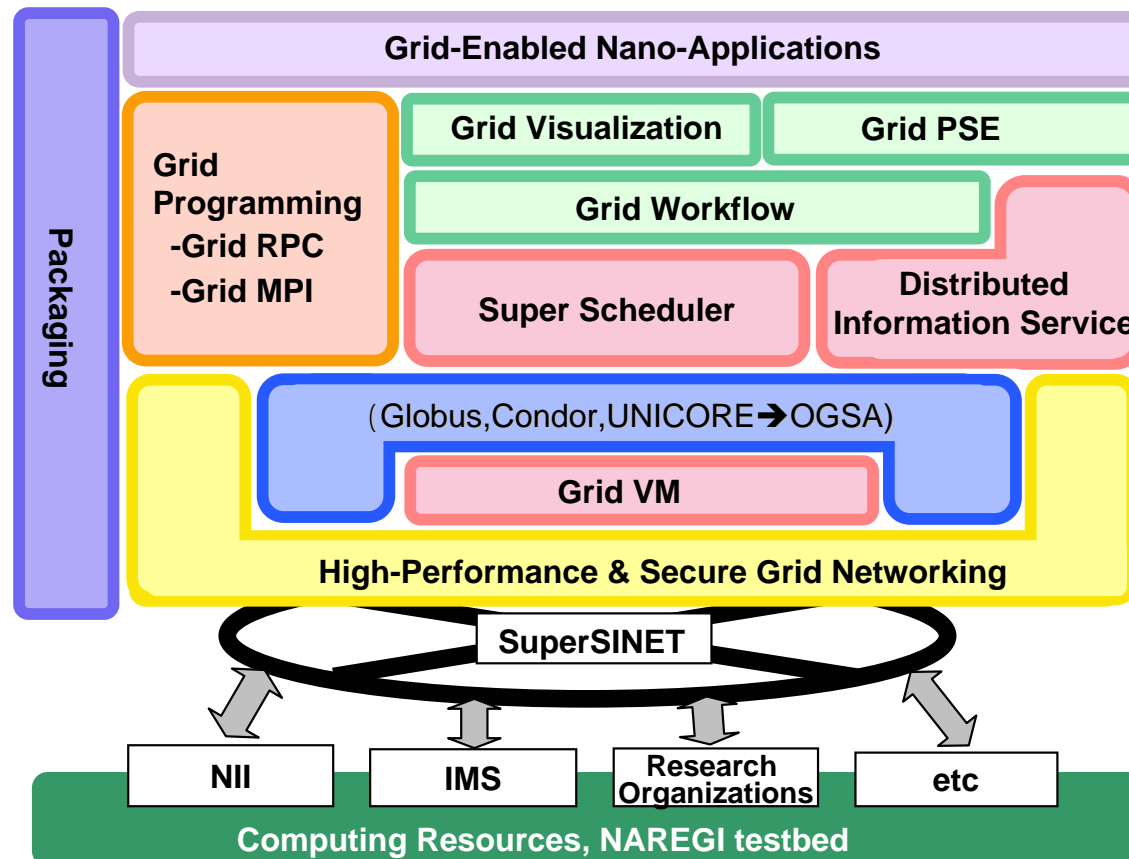 Grid-Enabled Nano-Applications
Packaging
Grid
Programming
-Grid RPC
-Grid MPI
Grid Visualization
Grid PSE
Grid Workflow
Super Scheduler
Distributed
Information Service
(Globus,Condor,UNICORE➔OGSA)
Grid VM
High-Performance & Secure Grid Networking
SuperSINET
NII
IMS
Research
Organizations
etc
Computing Resources, NAREGI testbed